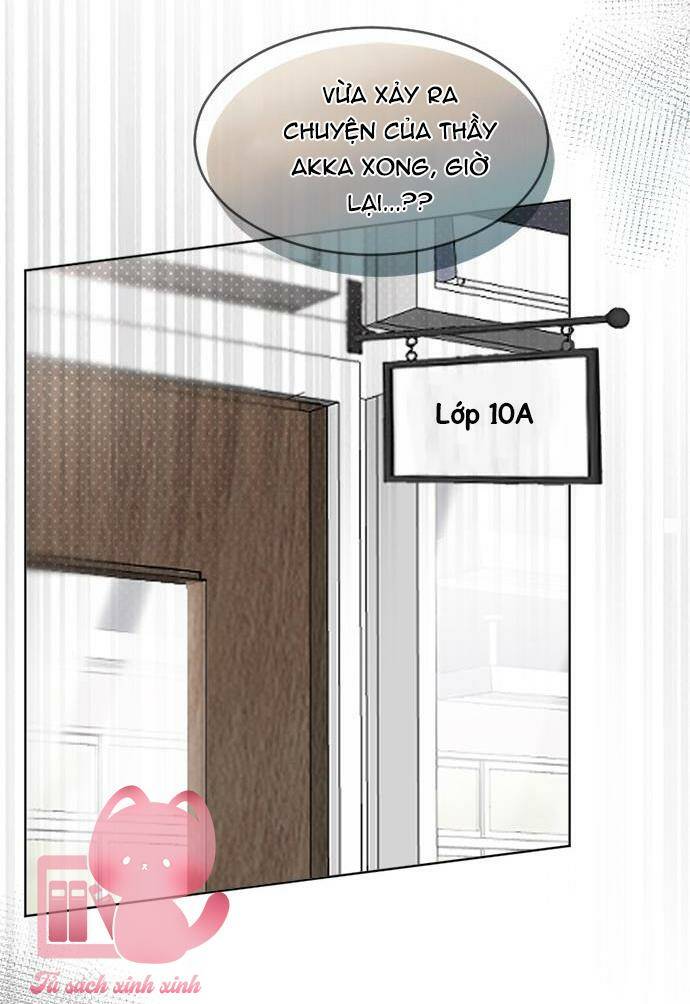 VỪA XẢY RA
CHUYỆN CỦA THẦY
AKKA XONG, GIỜ
LẠI...??
Lớp 10A
Tủ sách xinh xinh